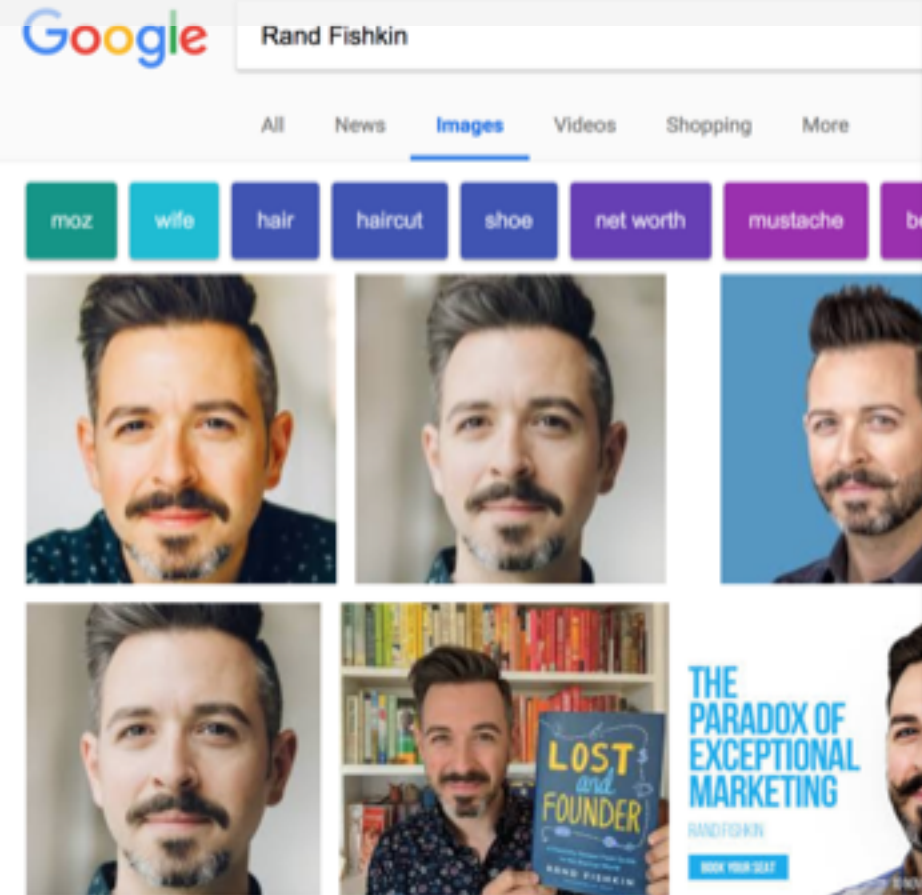 Google
Rand Fishkin
All News Images Videos Shopping More
moz wife hair haircut shoe net worth mustache
THE
PARADOX OF
EXCEPTIONAL
MARKETING
RAND FISHKIN
BOOK YOUR SEAT
LOST
and
FOUNDER
RAND FISHKIN